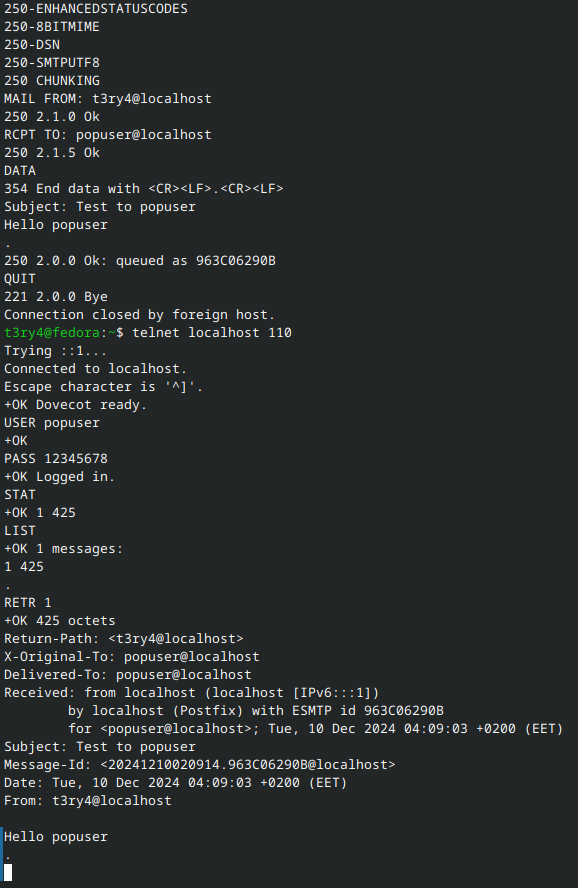 250-ENHANCEDSTATUSCODES
250-8BITMIME
250-DSN
250-SMTPUTF8
250 CHUNKING
MAIL FROM: t3ry4@localhost
250 2.1.0 Ok
RCPT TO: popuser@localhost
250 2.1.5 Ok
DATA
354 End data with <CR><LF>.<CR><LF>
Subject: Test to popuser
Hello popuser
.
250 2.0.0 Ok: queued as 963C06290B
QUIT
221 2.0.0 Bye
Connection closed by foreign host.
t3ry4@fedora:~$ telnet localhost 110
Trying ::1...
Connected to localhost.
Escape character is '^]'.
+OK Dovecot ready.
USER popuser
+OK
PASS 12345678
+OK Logged in.
STAT
+OK 1 425
LIST
+OK 1 messages:
1 425
.
RETR 1
+OK 425 octets
Return-Path: <t3ry4@localhost>
X-Original-To: popuser@localhost
Delivered-To: popuser@localhost
Received: from localhost (localhost [IPv6:::1])
        by localhost (Postfix) with ESMTP id 963C06290B
        for <popuser@localhost>; Tue, 10 Dec 2024 04:09:03 +0200 (EET)
Subject: Test to popuser
Message-Id: <20241210020914.963C06290B@localhost>
Date: Tue, 10 Dec 2024 04:09:03 +0200 (EET)
From: t3ry4@localhost

Hello popuser
.